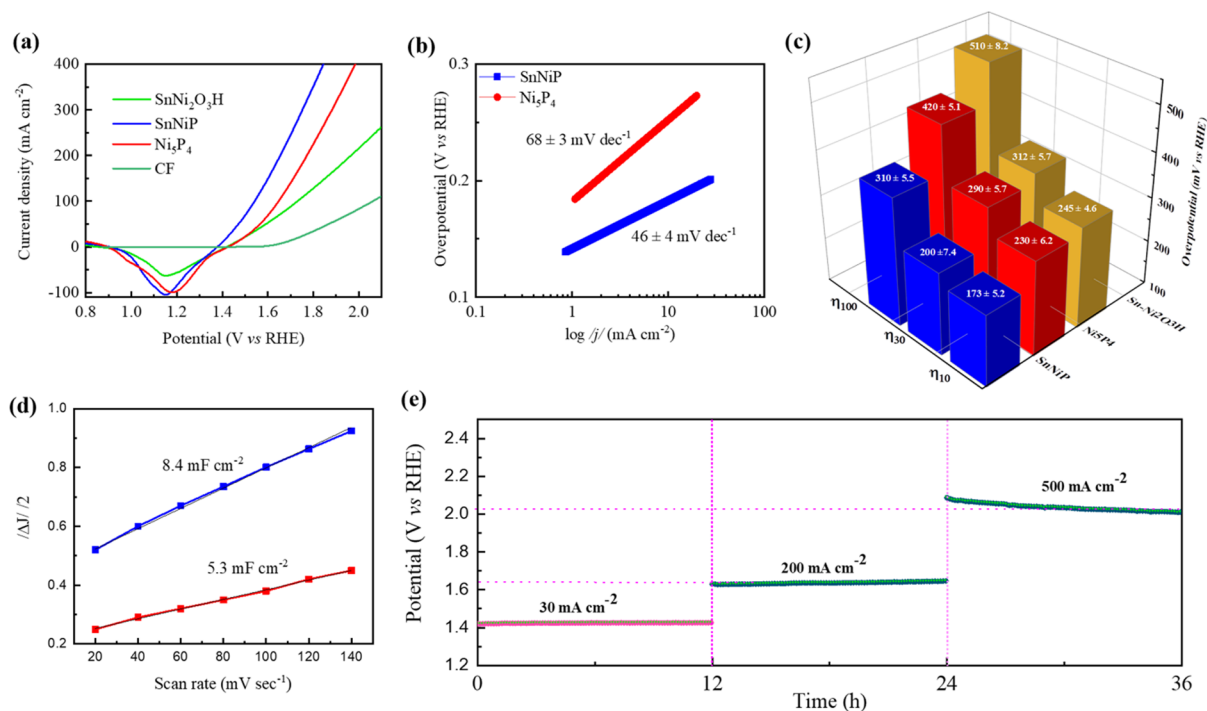 (a)
Current density (mA cm⁻²)
400
300
200
100
0
-100
SnNi₂O₃H
SnNiP
Ni₅P₄
CF
0.8 1.0 1.2 1.4 1.6 1.8 2.0
Potential (V vs RHE)
(b)
Overpotential (V vs RHE)
0.3
0.2
0.1
SnNiP
Ni₅P₄
68 ± 3 mV dec⁻¹
46 ± 4 mV dec⁻¹
0.1 1 10 100
log /j/ (mA cm⁻²)
(c)
510 ± 8.2
420 ± 5.1
312 ± 5.7
310 ± 5.5
290 ± 5.7
245 ± 4.6
200 ±7.4
230 ± 6.2
173 ± 5.2
500
400
300
200
100
Overpotential (mV vs RHE)
η₁₀₀
η₃₀
η₁₀
SnNiP
Ni5P4
Sn-Ni2O3H
(d)
/ΔJ/ /2
1.0
0.8
0.6
0.4
0.2
8.4 mF cm⁻²
5.3 mF cm⁻²
20 40 60 80 100 120 140
Scan rate (mV sec⁻¹)
(e)
Potential (V vs RHE)
2.4
2.2
2.0
1.8
1.6
1.4
1.2
30 mA cm⁻²
200 mA cm⁻²
500 mA cm⁻²
0 12 24 36
Time (h)